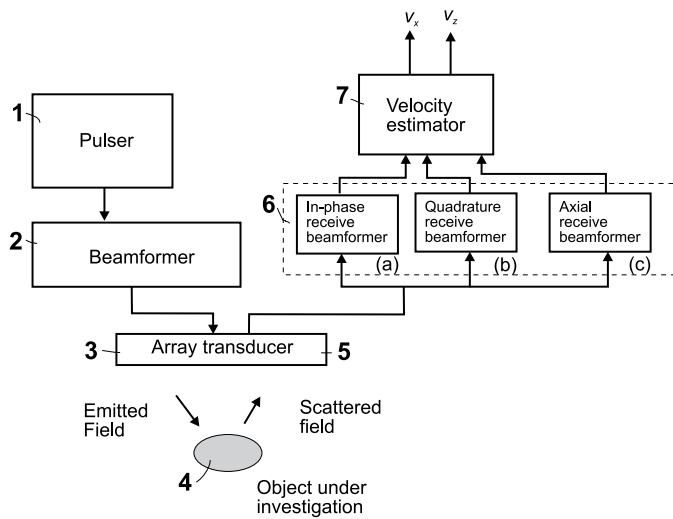 v_x v_z
7
Velocity
estimator
1
Pulser
6
In-phase
receive
beamformer
(a)
Quadrature
receive
beamformer
(b)
Axial
receive
beamformer
(c)
2
Beamformer
3
Array transducer
5
Emitted
Field
Scattered
field
4
Object under
investigation